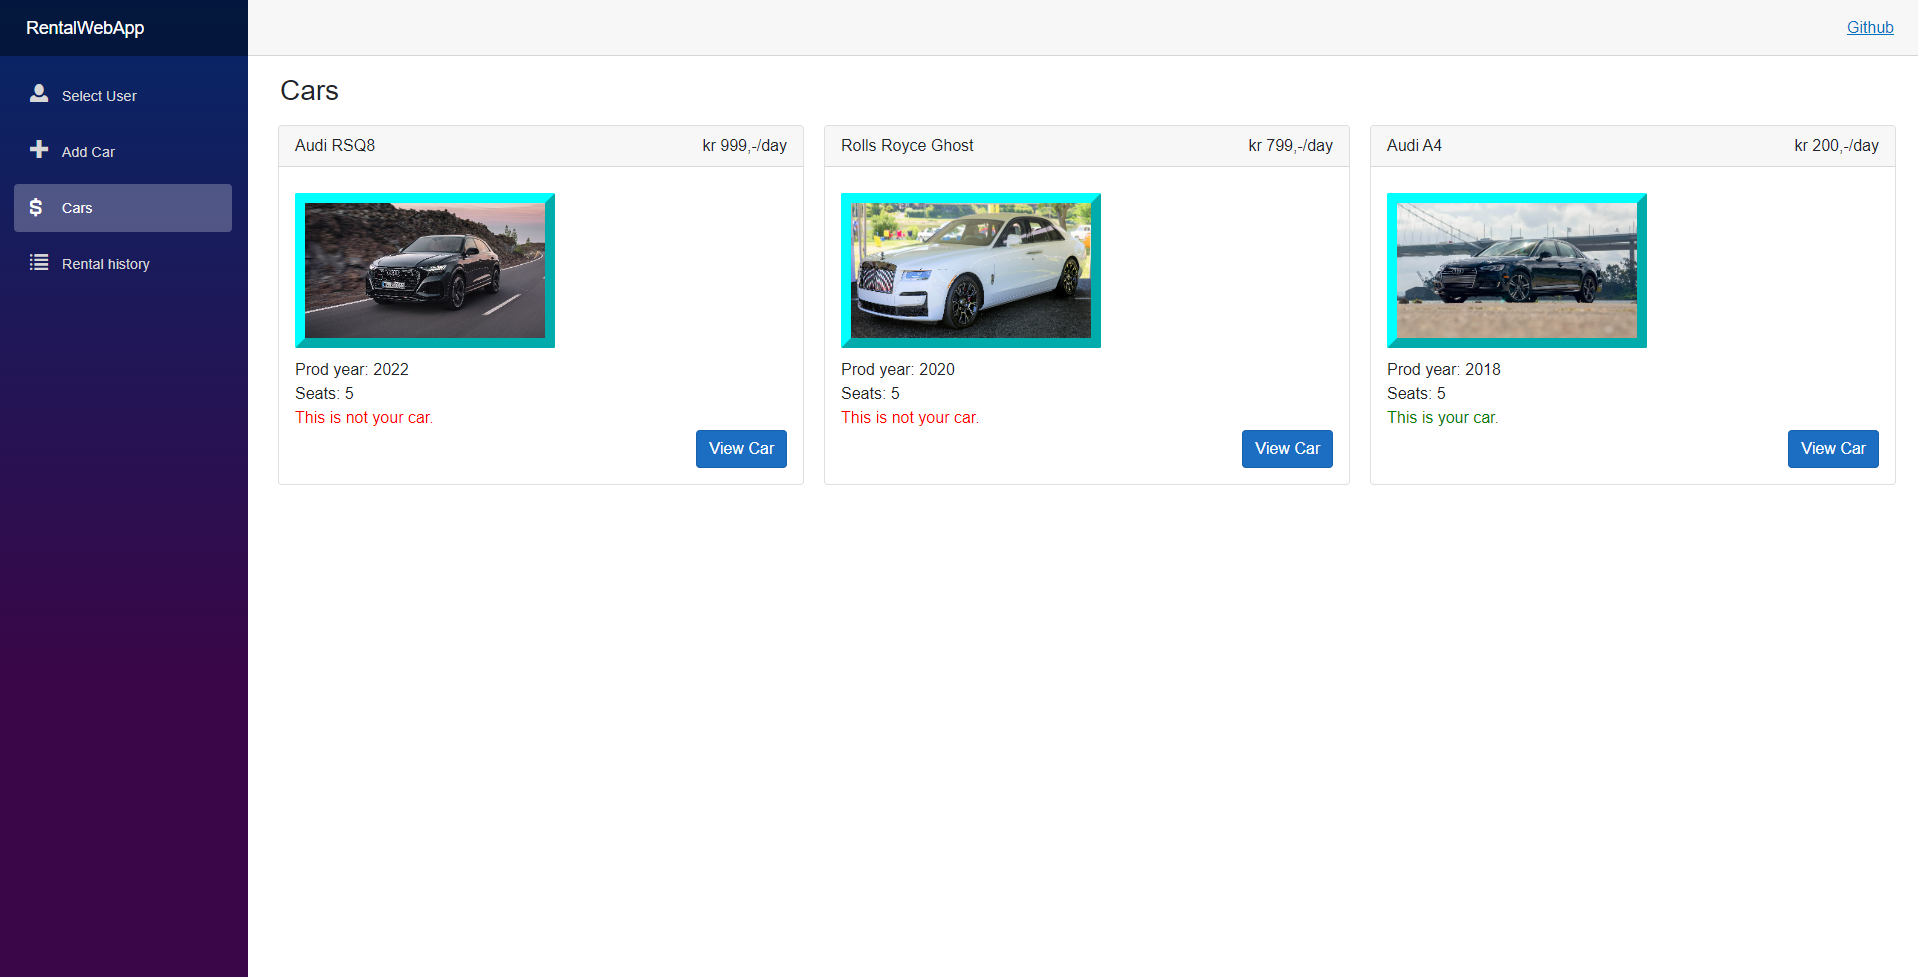 RentalWebApp
Github
Select User
Add Car
Cars
Rental history
Cars
Audi RSQ8 kr 999,-/day
Prod year: 2022
Seats: 5
This is not your car.
View Car
Rolls Royce Ghost kr 799,-/day
Prod year: 2020
Seats: 5
This is not your car.
View Car
Audi A4 kr 200,-/day
Prod year: 2018
Seats: 5
This is your car.
View Car